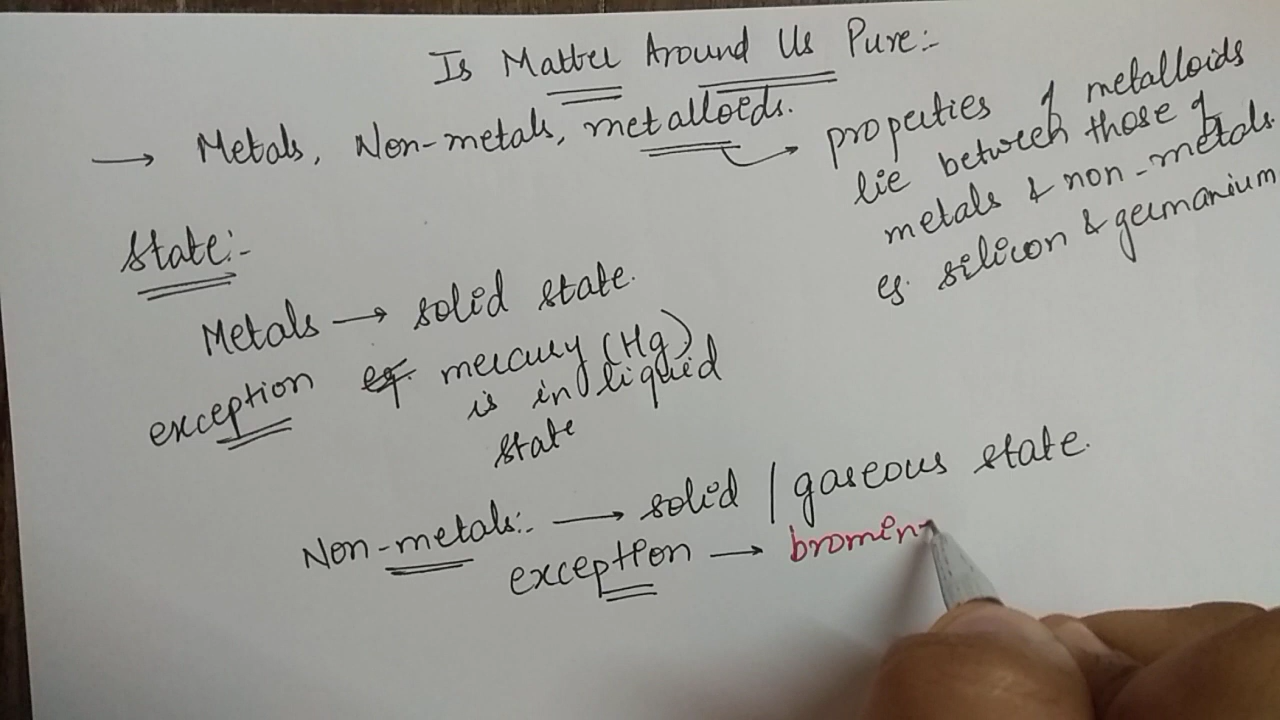 Is Matter Around Us Pure:-
→ Metals, Non-metals, metalloids. →
properties of metalloids
lie between those of
metals & non-metals
eg. silicon & germanium
State:-
Metals → solid state.
exception mercury (Hg)
is in liquid
state
Non-metals:- → solid / gaseous state.
exception → bromin